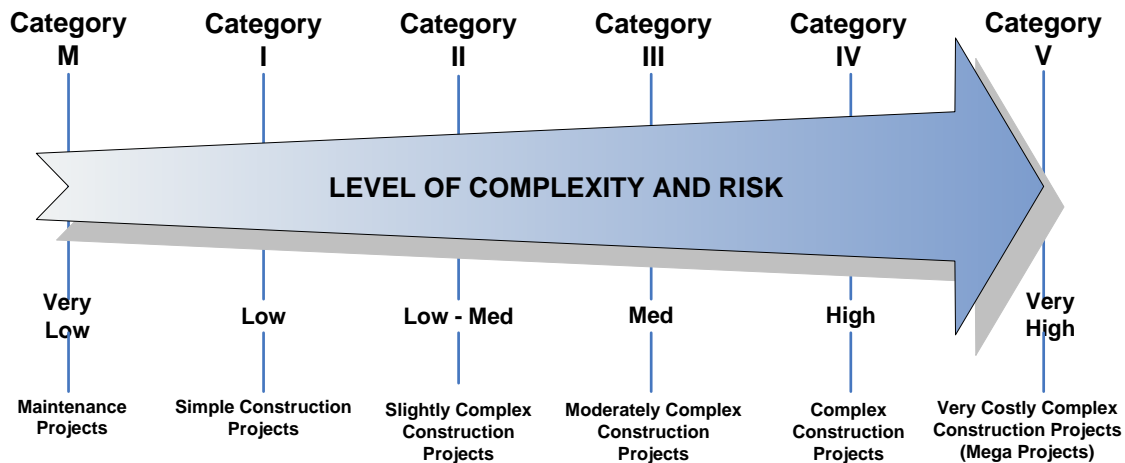 Category
M
Category
I
Category
II
Category
III
Category
IV
Category
V
LEVEL OF COMPLEXITY AND RISK
Very
Low
Low
Low - Med
Med
High
Very
High
Maintenance
Projects
Simple Construction
Projects
Slightly Complex
Construction
Projects
Moderately Complex
Construction
Projects
Complex
Construction
Projects
Very Costly Complex
Construction Projects
(Mega Projects)